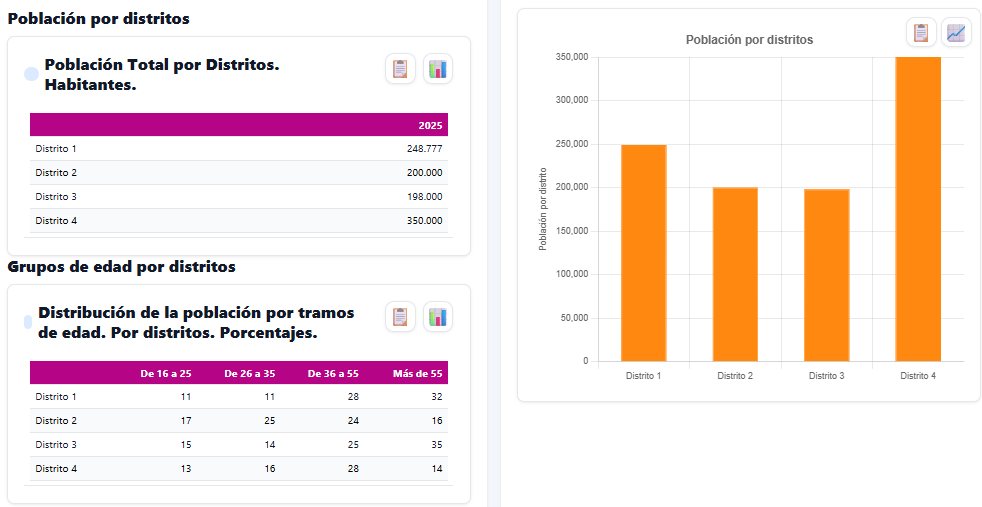 Población por distritos
Población Total por Distritos.
Habitantes.
2025
Distrito 1 248.777
Distrito 2 200.000
Distrito 3 198.000
Distrito 4 350.000
Grupos de edad por distritos
Distribución de la población por tramos
de edad. Por distritos. Porcentajes.
De 16 a 25 De 26 a 35 De 36 a 55 Más de 55
Distrito 1 11 11 28 32
Distrito 2 17 25 24 16
Distrito 3 15 14 25 35
Distrito 4 13 16 28 14
Población por distritos
Población por distrito
350,000
300,000
250,000
200,000
150,000
100,000
50,000
0
Distrito 1 Distrito 2 Distrito 3 Distrito 4